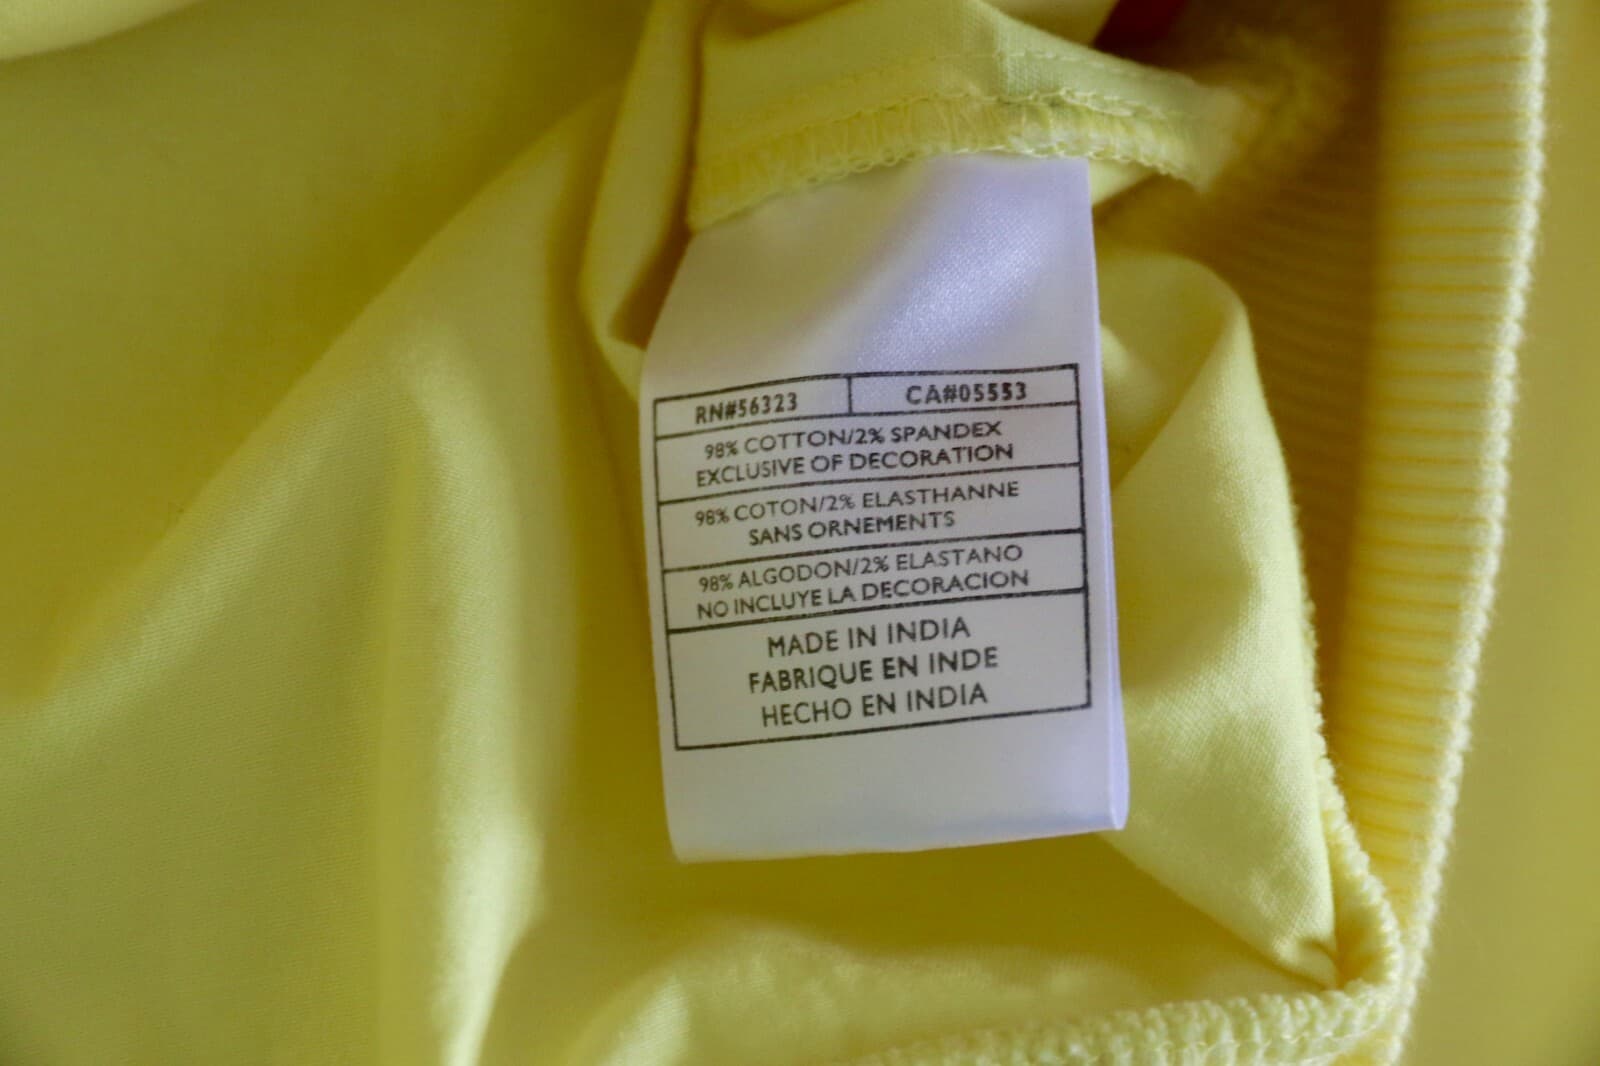 RN#56323 CA#05553
98% COTTON/2% SPANDEX
EXCLUSIVE OF DECORATION
98% COTON/2% ELASTHANNE
SANS ORNEMENTS
98% ALGODON/2% ELASTANO
NO INCLUYE LA DECORACION
MADE IN INDIA
FABRIQUE EN INDE
HECHO EN INDIA